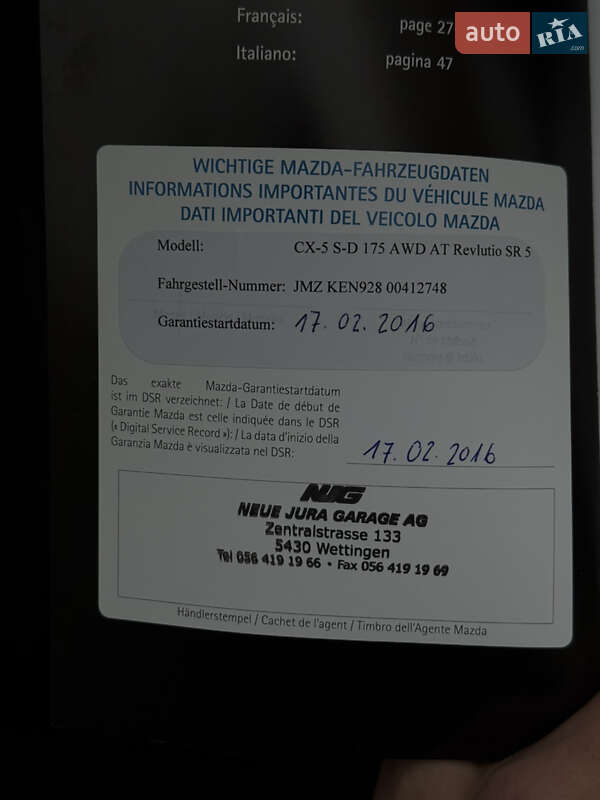 Français: page 27
Italiano: pagina 47
auto RIA .com
WICHTIGE MAZDA-FAHRZEUGDATEN
INFORMATIONS IMPORTANTES DU VÉHICULE MAZDA
DATI IMPORTANTI DEL VEICOLO MAZDA
Modell: CX-5 S-D 175 AWD AT Revlutio SR 5
Fahrgestell-Nummer: JMZ KEN928 00412748
Garantiestartdatum: 17.02.2016
Das exakte Mazda-Garantiestartdatum
ist im DSR verzeichnet: / La Date de début de
Garantie Mazda est celle indiquée dans le DSR
(« Digital Service Record »): / La data d'inizio della
Garanzia Mazda è visualizzata nel DSR: 17.02.2016
NJG
NEUE JURA GARAGE AG
Zentralstrasse 133
5430 Wettingen
Tel 056 419 19 66 • Fax 056 419 19 69
Händlerstempel / Cachet de l'agent / Timbro dell'Agente Mazda